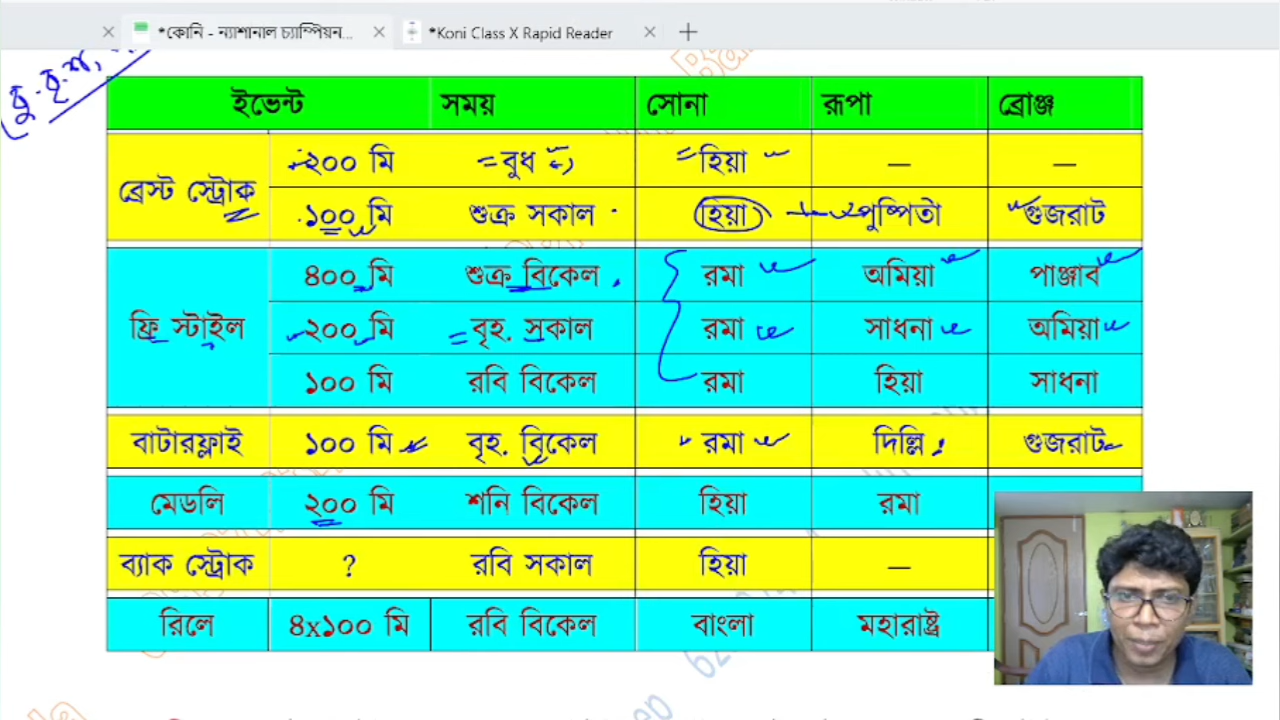 *কোনি - ন্যাশানাল চ্যাম্পিয়ন... *Koni Class X Rapid Reader
ইভেন্ট সময় সোনা রূপা ব্রোঞ্জ
ব্রেস্ট স্ট্রোক ২০০ মি বুধ হিয়া — —
১০০ মি শুক্র সকাল হিয়া পুষ্পিতা গুজরাট
ফ্রি স্টাইল ৪০০ মি শুক্র বিকেল রমা অমিয়া পাঞ্জাব
২০০ মি বৃহ. সকাল রমা সাধনা অমিয়া
১০০ মি রবি বিকেল রমা হিয়া সাধনা
বাটারফ্লাই ১০০ মি বৃহ. বিকেল রমা দিল্লি গুজরাট
মেডলি ২০০ মি শনি বিকেল হিয়া রমা
ব্যাক স্ট্রোক ? রবি সকাল হিয়া —
রিলে ৪x১০০ মি রবি বিকেল বাংলা মহারাষ্ট্র